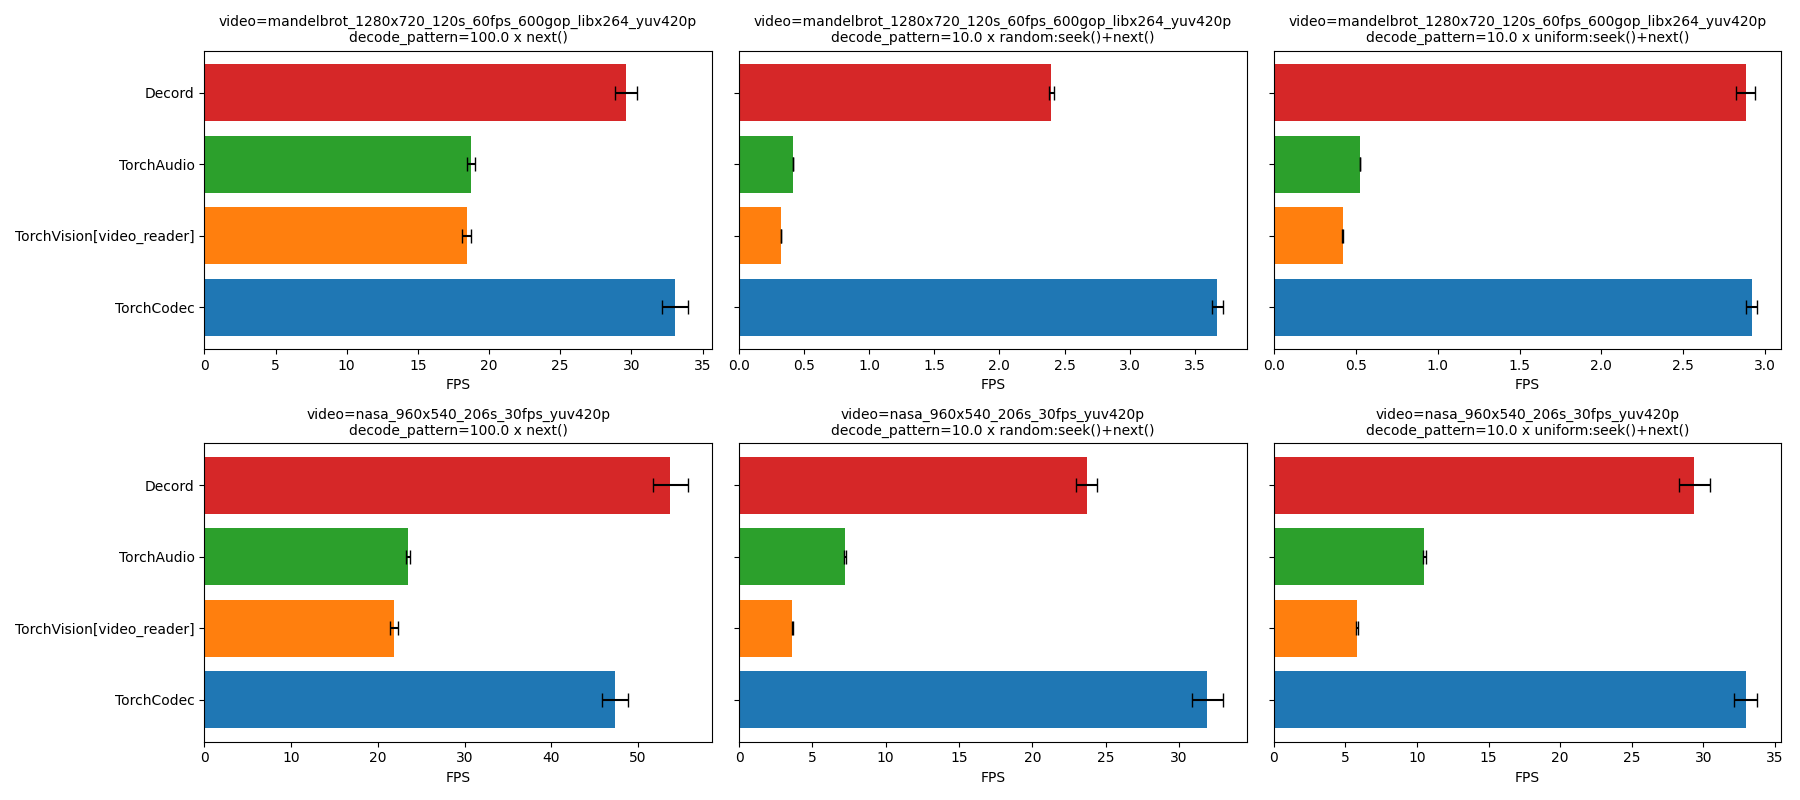 video=mandelbrot_1280x720_120s_60fps_600gop_libx264_yuv420p
decode_pattern=100.0 x next()
Decord
TorchAudio
TorchVision[video_reader]
TorchCodec
0 5 10 15 20 25 30 35
FPS
video=mandelbrot_1280x720_120s_60fps_600gop_libx264_yuv420p
decode_pattern=10.0 x random:seek()+next()
0.0 0.5 1.0 1.5 2.0 2.5 3.0 3.5
FPS
video=mandelbrot_1280x720_120s_60fps_600gop_libx264_yuv420p
decode_pattern=10.0 x uniform:seek()+next()
0.0 0.5 1.0 1.5 2.0 2.5 3.0
FPS
video=nasa_960x540_206s_30fps_yuv420p
decode_pattern=100.0 x next()
Decord
TorchAudio
TorchVision[video_reader]
TorchCodec
0 10 20 30 40 50
FPS
video=nasa_960x540_206s_30fps_yuv420p
decode_pattern=10.0 x random:seek()+next()
0 5 10 15 20 25 30
FPS
video=nasa_960x540_206s_30fps_yuv420p
decode_pattern=10.0 x uniform:seek()+next()
0 5 10 15 20 25 30 35
FPS